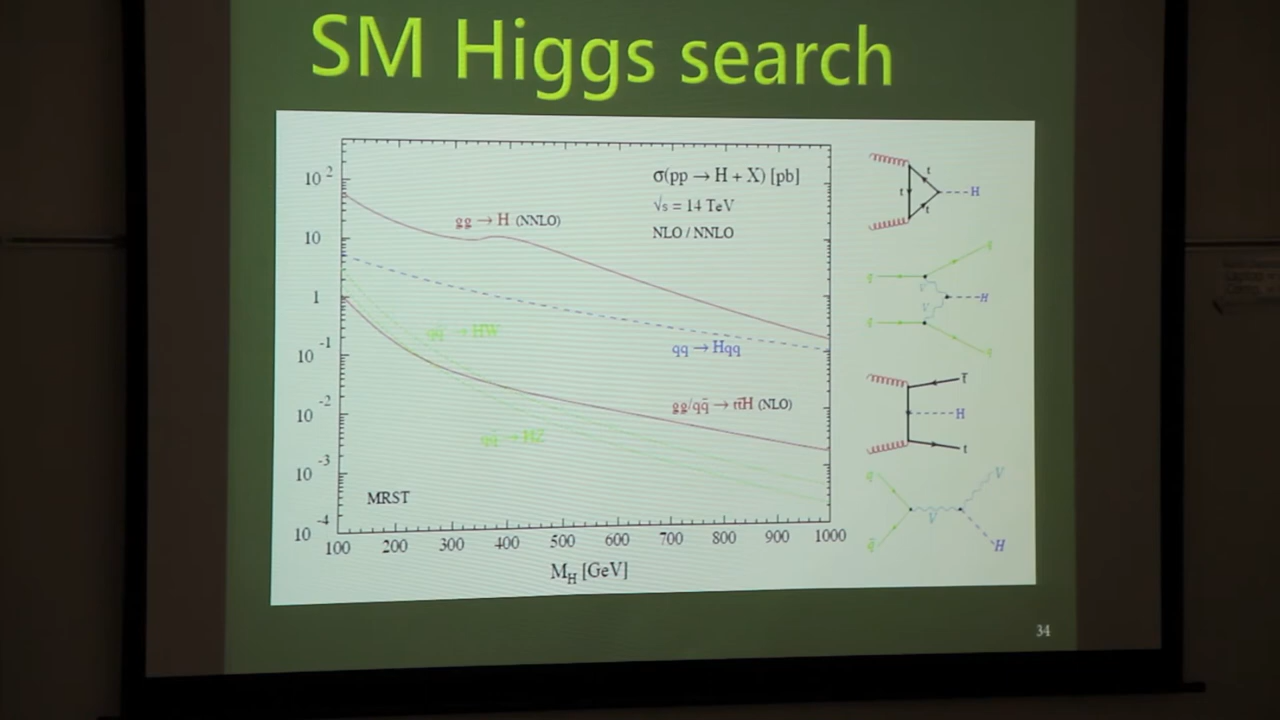 SM Higgs search
σ(pp → H + X) [pb]
√s = 14 TeV
NLO / NNLO
gg → H (NNLO)
qq̄ → HW
qq → Hqq
gg/qq̄ → tt̄H (NLO)
qq̄ → HZ
MRST
10 2
10
1
10 -1
10 -2
10 -3
10 -4
100 200 300 400 500 600 700 800 900 1000
M_H [GeV]
t
t
t
H
q
q
V
V
H
q
q
t̄
H
t
q
V
V
q̄
H
34